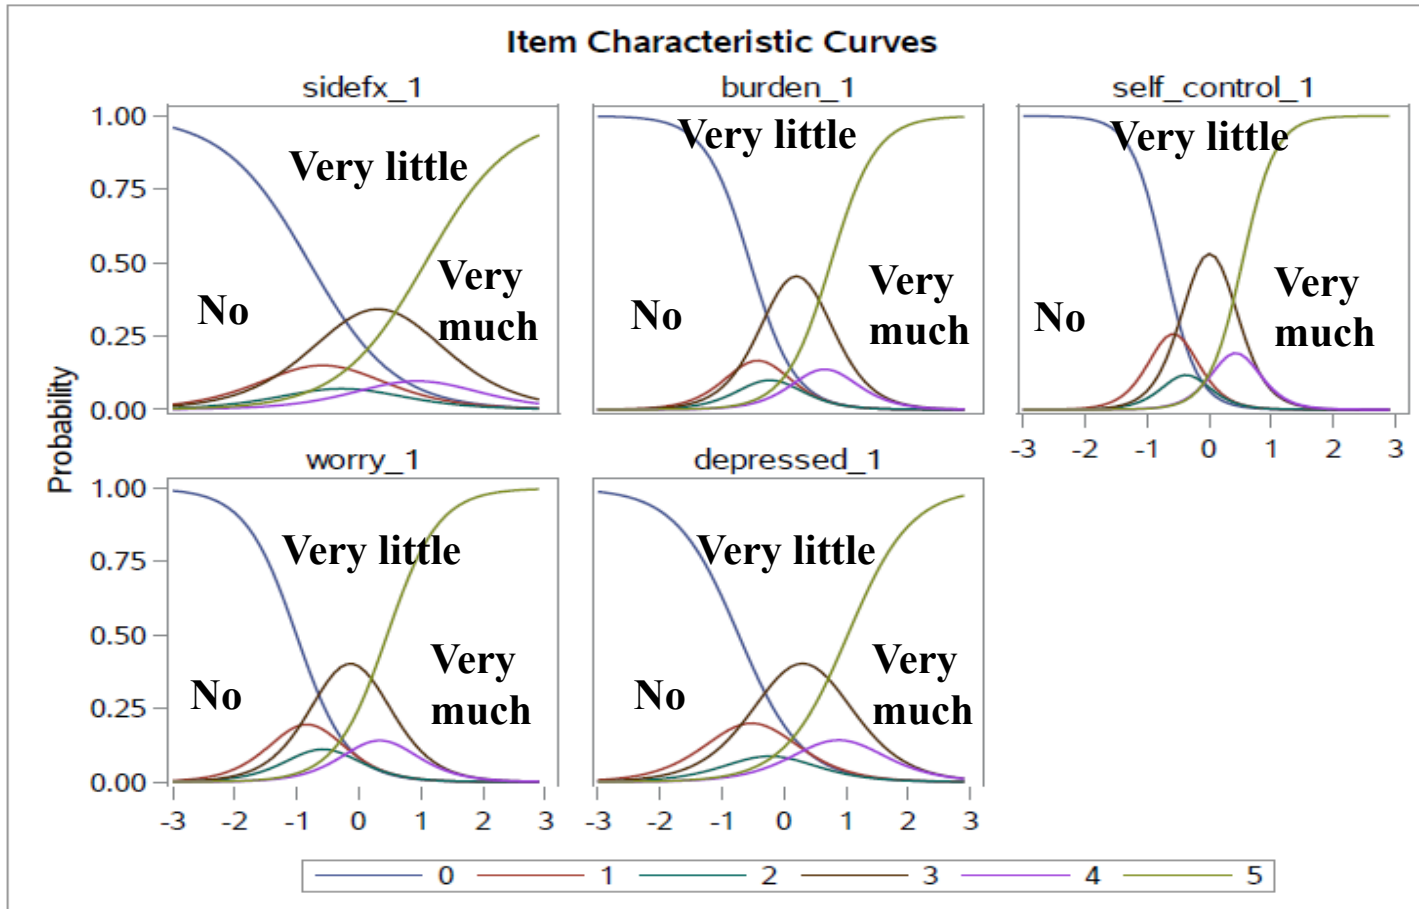 Item Characteristic Curves
sidefx_1 burden_1 self_control_1
1.00
0.75
0.50
0.25
0.00
Very little
No
Very
much
Very little
No
Very
much
Very little
No
Very
much
-3 -2 -1 0 1 2 3
Probability
worry_1 depressed_1
1.00
0.75
0.50
0.25
0.00
Very little
No
Very
much
Very little
No
Very
much
-3 -2 -1 0 1 2 3 -3 -2 -1 0 1 2 3
0 1 2 3 4 5